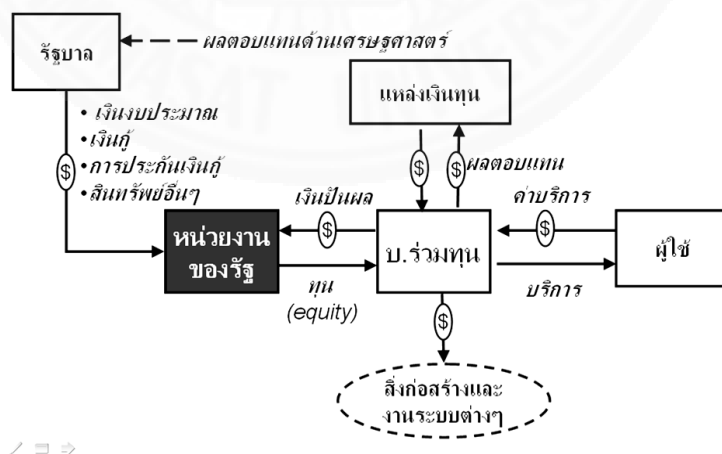 รัฐบาล
ผลตอบแทนด้านเศรษฐศาสตร์
แหล่งเงินทุน
• เงินงบประมาณ
•เงินกู้
•การประกันเงินกู้
•สินทรัพย์อื่นๆ
$
$
$
ผลตอบแทน
เงินปันผล
ค่าบริการ
$
$
หน่วยงาน
ของรัฐ
บ.ร่วมทุน
ผู้ใช้
ทุน
(equity)
บริการ
$
สิ่งก่อสร้างและ
งานระบบต่างๆ